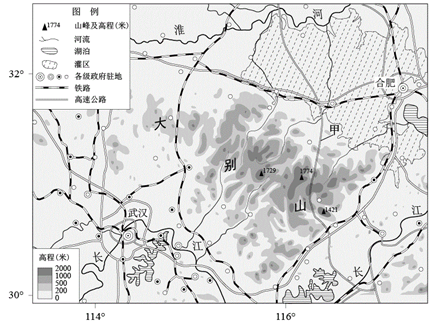 图 例
1774 山峰及高程(米)
河流
湖泊
灌区
各级政府驻地
铁路
高速公路
淮 河
32°
合肥
大
甲
别
1729
1774
山
1421
武汉
江
江
长
长
高程(米)
2000
1000
500
200
0
30°
114°
116°